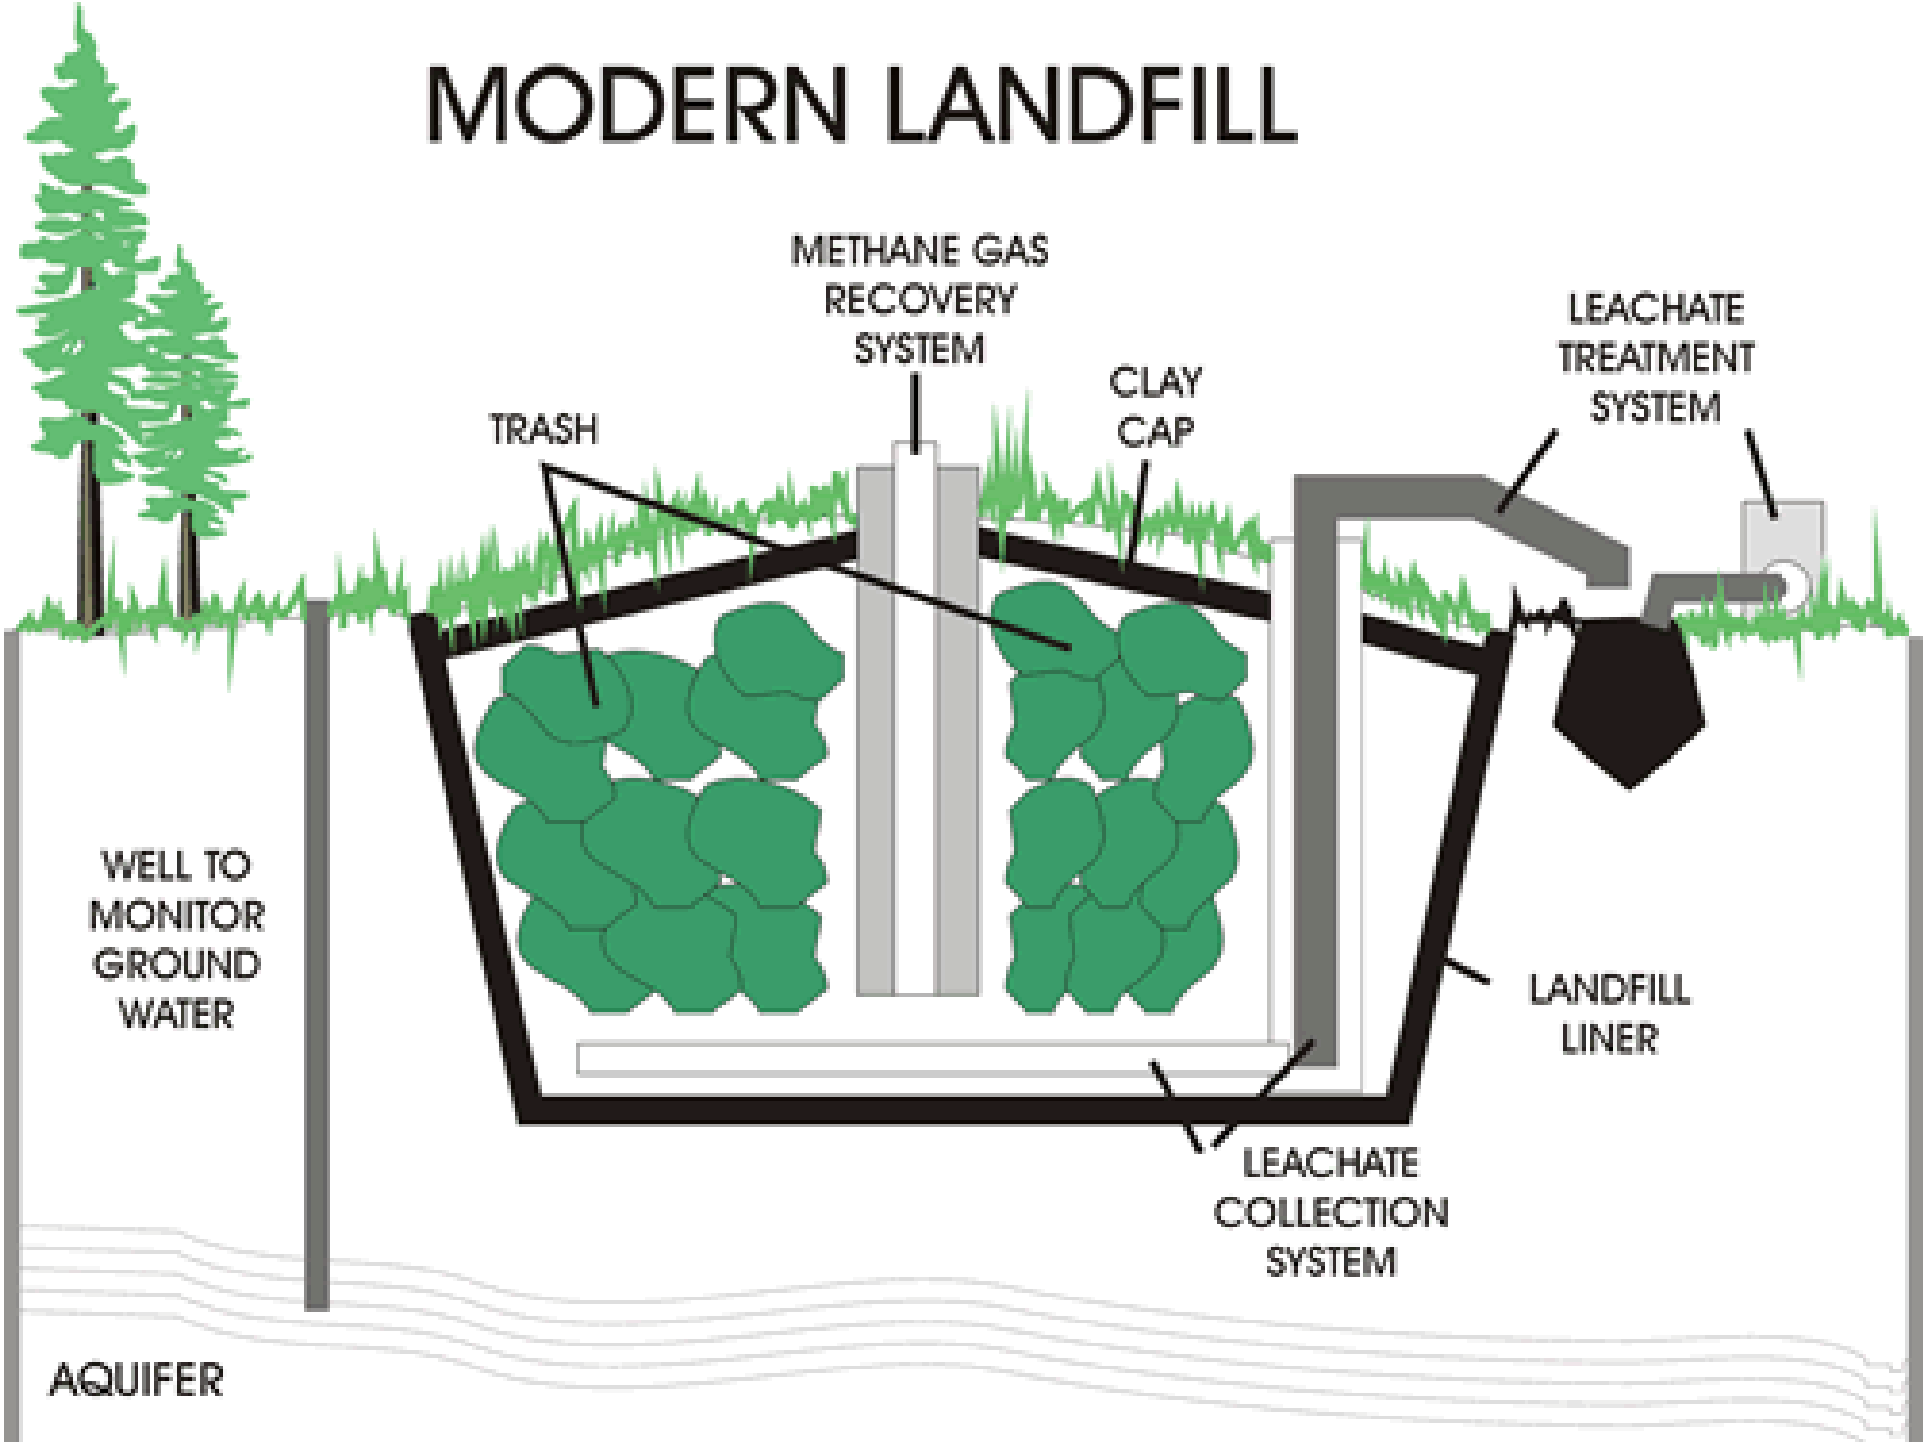 MODERN LANDFILL
METHANE GAS
RECOVERY
SYSTEM
LEACHATE
TREATMENT
SYSTEM
CLAY
CAP
TRASH
WELL TO
MONITOR
GROUND
WATER
LANDFILL
LINER
LEACHATE
COLLECTION
SYSTEM
AQUIFER